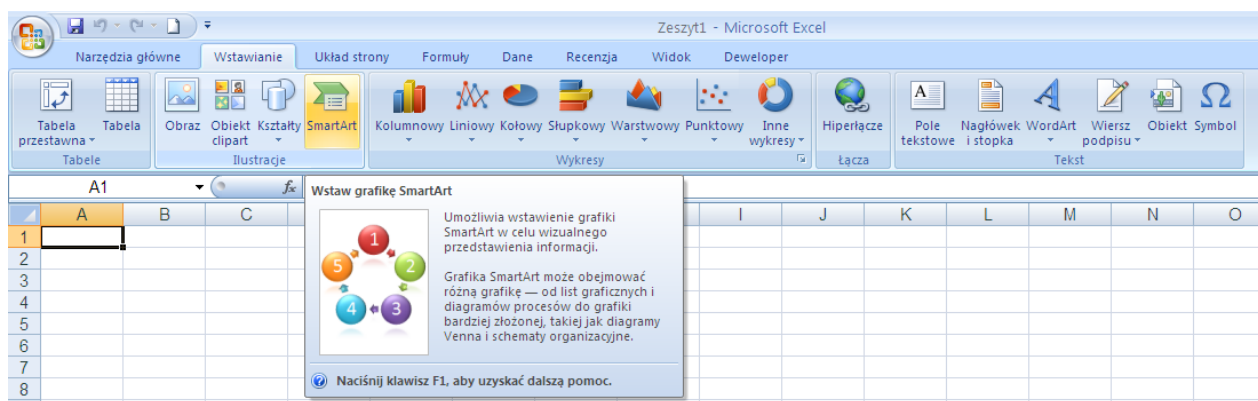 Zeszyt1 - Microsoft Excel
Narzędzia główne Wstawianie Układ strony Formuły Dane Recenzja Widok Deweloper
Tabela przestawna Tabela Obraz Obiekt clipart Kształty SmartArt Kolumnowy Liniowy Kołowy Słupkowy Warstwowy Punktowy Inne wykresy Hiperłącze Pole tekstowe Nagłówek i stopka WordArt Wiersz podpisu Obiekt Symbol
Tabele Ilustracje Wykresy Łącza Tekst
A1 fx
A B C I J K L M N O
1
2
3
4
5
6
7
8
Wstaw grafikę SmartArt
1
2
3
4
5
Umożliwia wstawienie grafiki
SmartArt w celu wizualnego
przedstawienia informacji.
Grafika SmartArt może obejmować
różną grafikę — od list graficznych i
diagramów procesów do grafiki
bardziej złożonej, takiej jak diagramy
Venna i schematy organizacyjne.
Naciśnij klawisz F1, aby uzyskać dalszą pomoc.